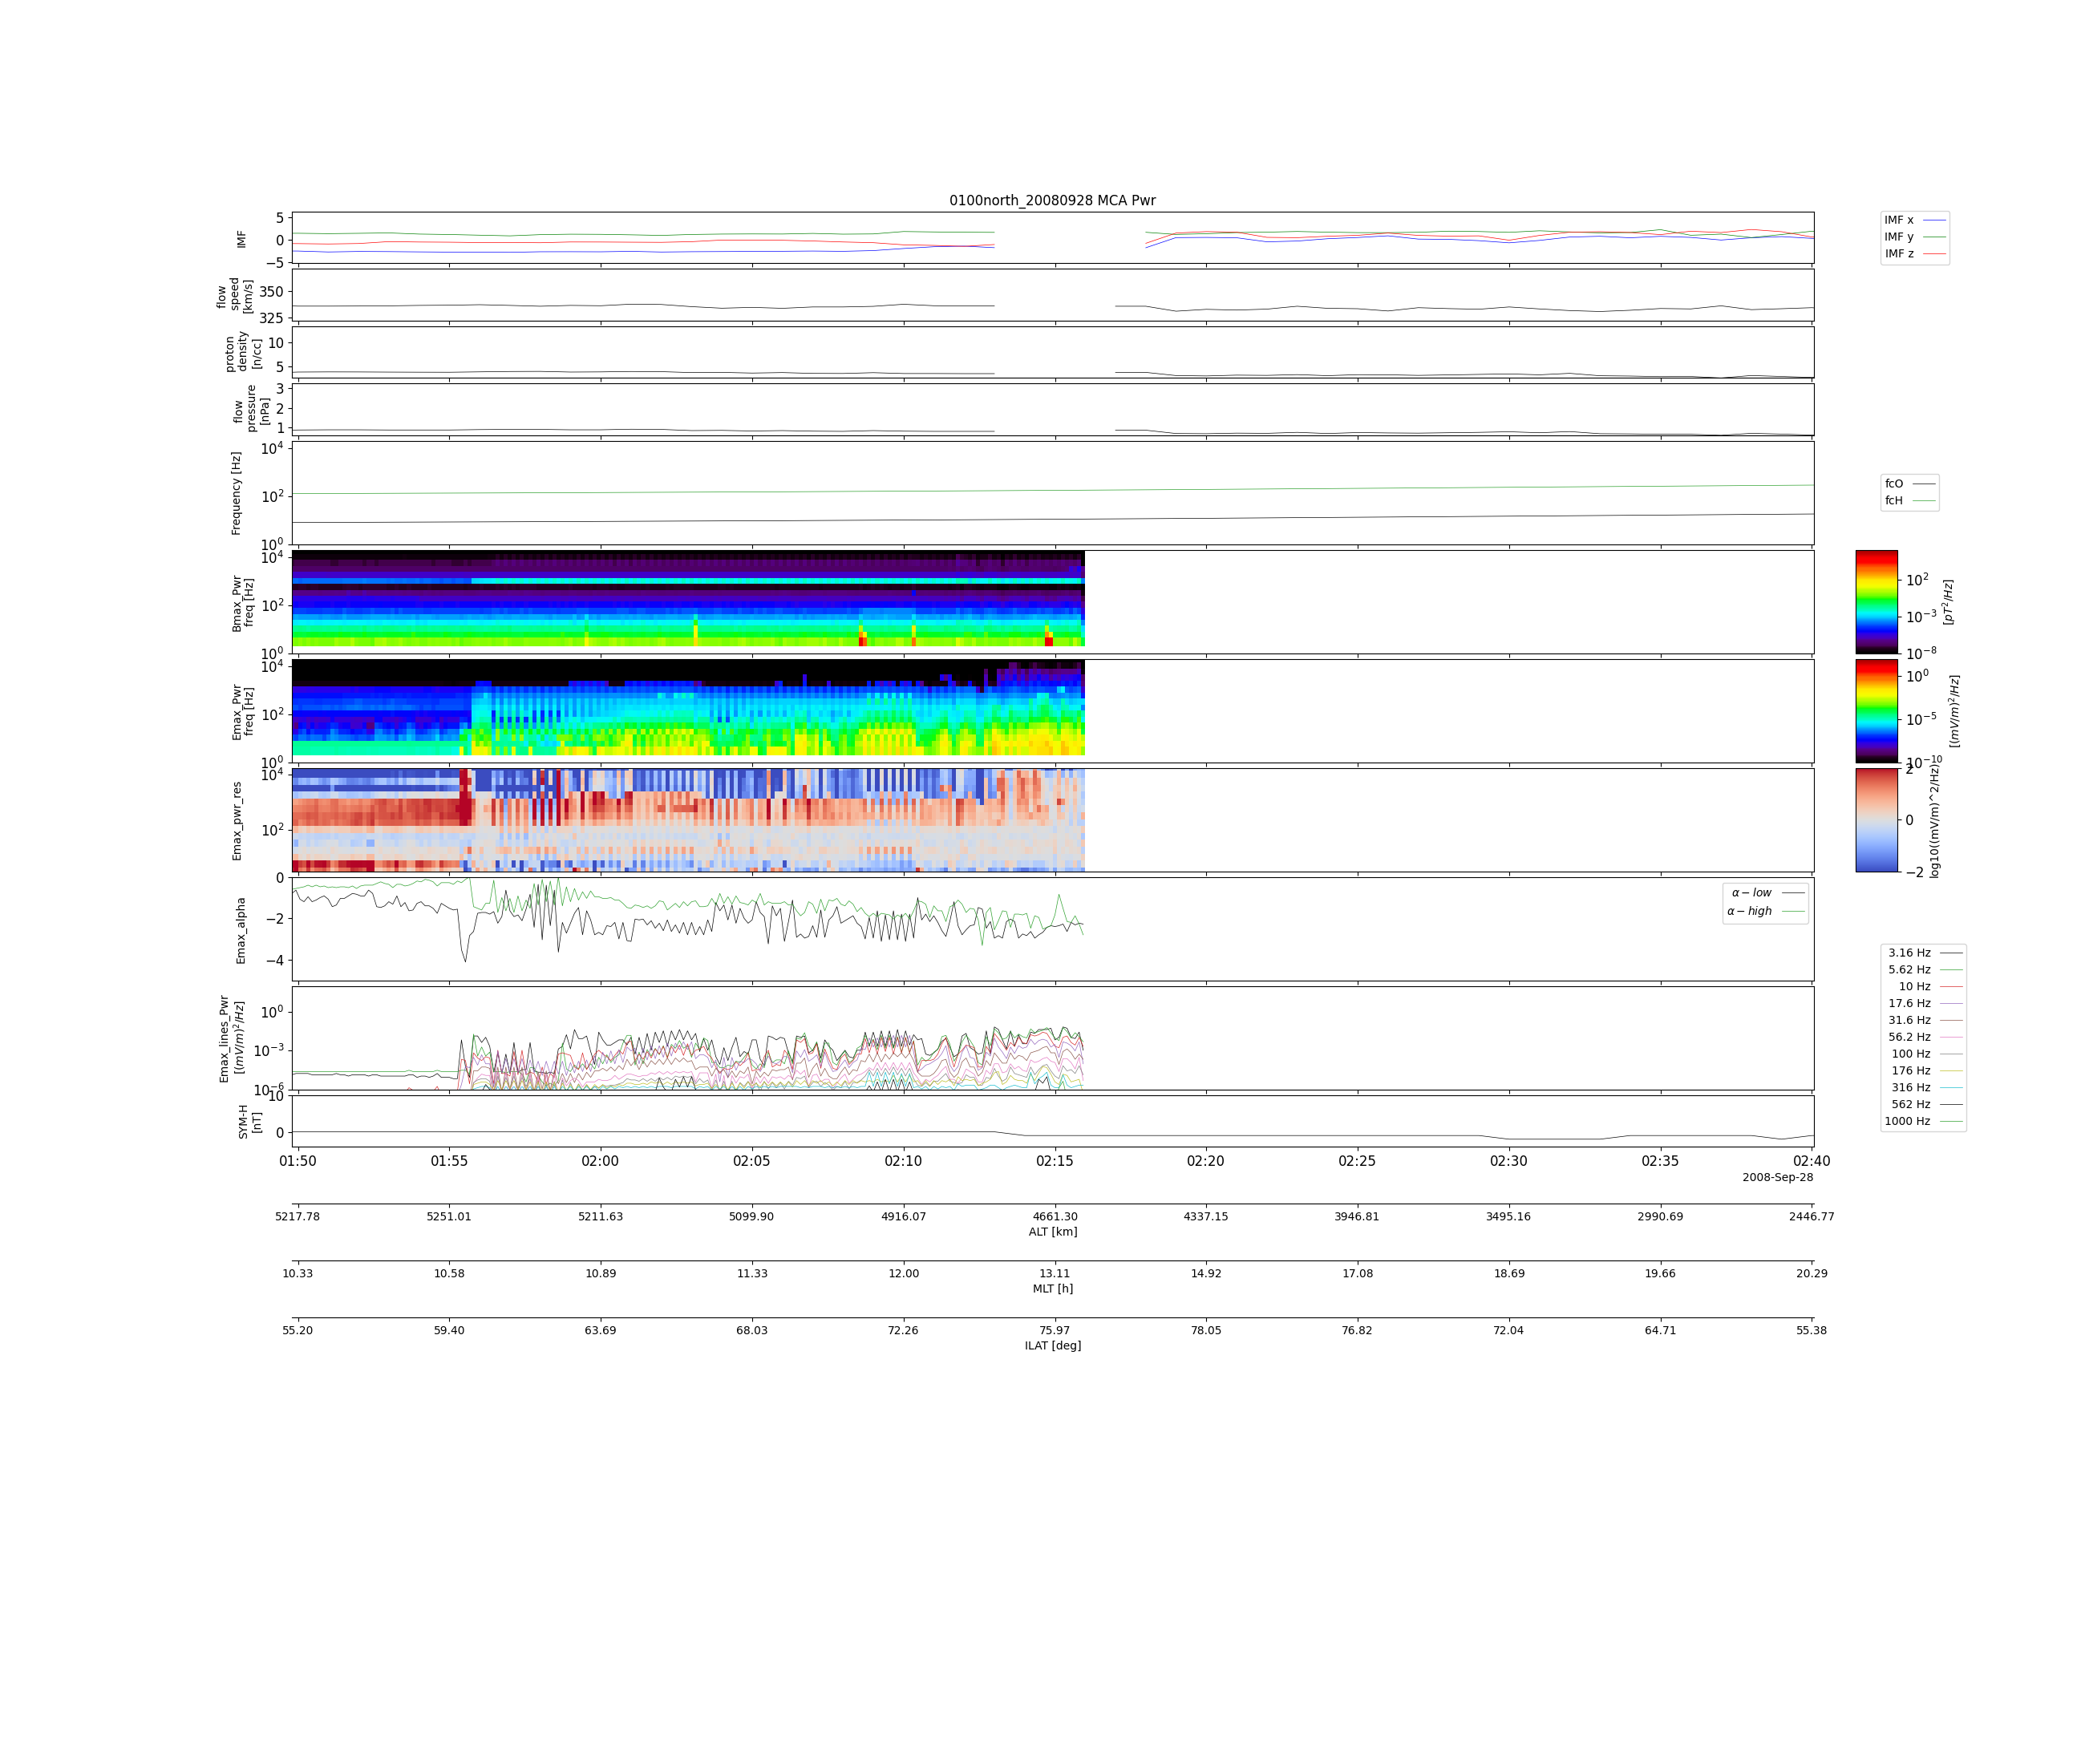 0100north_20080928 MCA Pwr
IMF
5
0
−5
IMF x
IMF y
IMF z
flow
speed
[km/s]
350
325
proton
density
[n/cc]
10
5
flow
pressure
[nPa]
3
2
1
Frequency [Hz]
10^4
10^2
10^0
fcO
fcH
Bmax_Pwr
freq [Hz]
10^4
10^2
10^0
10^2
10^−3
10^−8
[pT^2/Hz]
Emax_Pwr
freq [Hz]
10^4
10^2
10^0
10^0
10^−5
10^−10
[(mV/m)^2/Hz]
Emax_pwr_res
10^4
10^2
2
0
−2
log10((mV/m)^2/Hz)
Emax_alpha
0
−2
−4
α − low
α − high
Emax_lines_Pwr
[(mV/m)^2/Hz]
10^0
10^−3
10^−6
3.16 Hz
5.62 Hz
10 Hz
17.6 Hz
31.6 Hz
56.2 Hz
100 Hz
176 Hz
316 Hz
562 Hz
1000 Hz
SYM-H
[nT]
10
0
01:50 01:55 02:00 02:05 02:10 02:15 02:20 02:25 02:30 02:35 02:40
2008-Sep-28
5217.78 5251.01 5211.63 5099.90 4916.07 4661.30 4337.15 3946.81 3495.16 2990.69 2446.77
ALT [km]
10.33 10.58 10.89 11.33 12.00 13.11 14.92 17.08 18.69 19.66 20.29
MLT [h]
55.20 59.40 63.69 68.03 72.26 75.97 78.05 76.82 72.04 64.71 55.38
ILAT [deg]